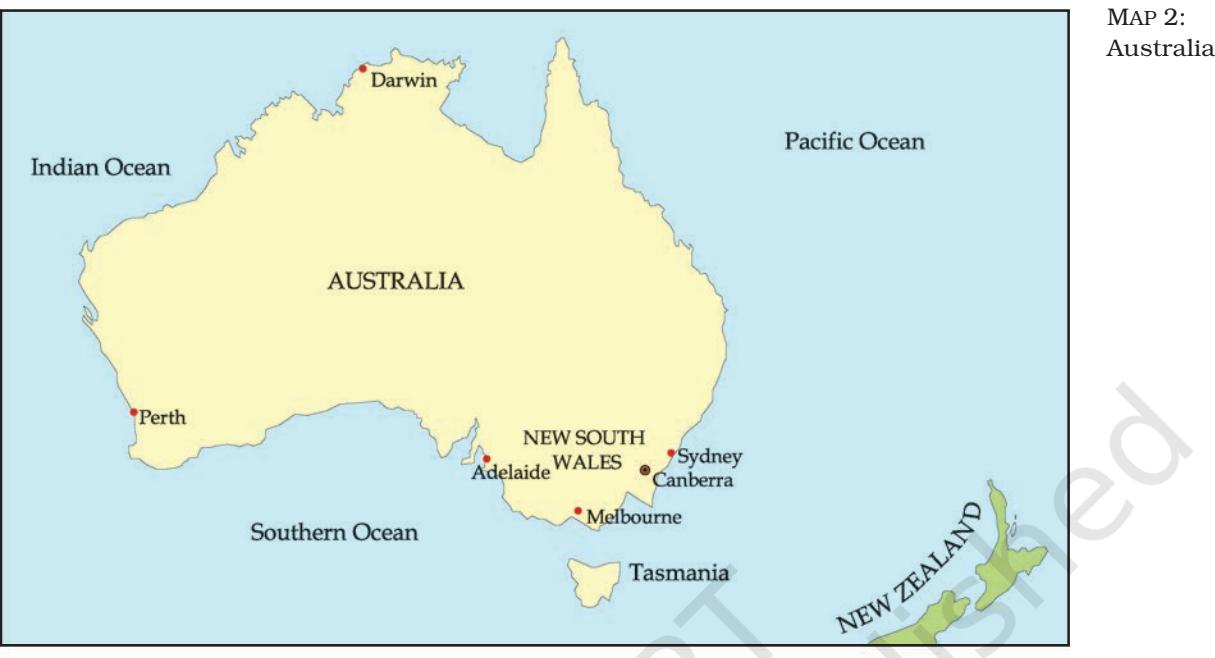 MAP 2:
Australia
Darwin
Pacific Ocean
Indian Ocean
AUSTRALIA
Perth
NEW SOUTH
WALES
Sydney
Adelaide
Canberra
Melbourne
Southern Ocean
Tasmania
NEW ZEALAND